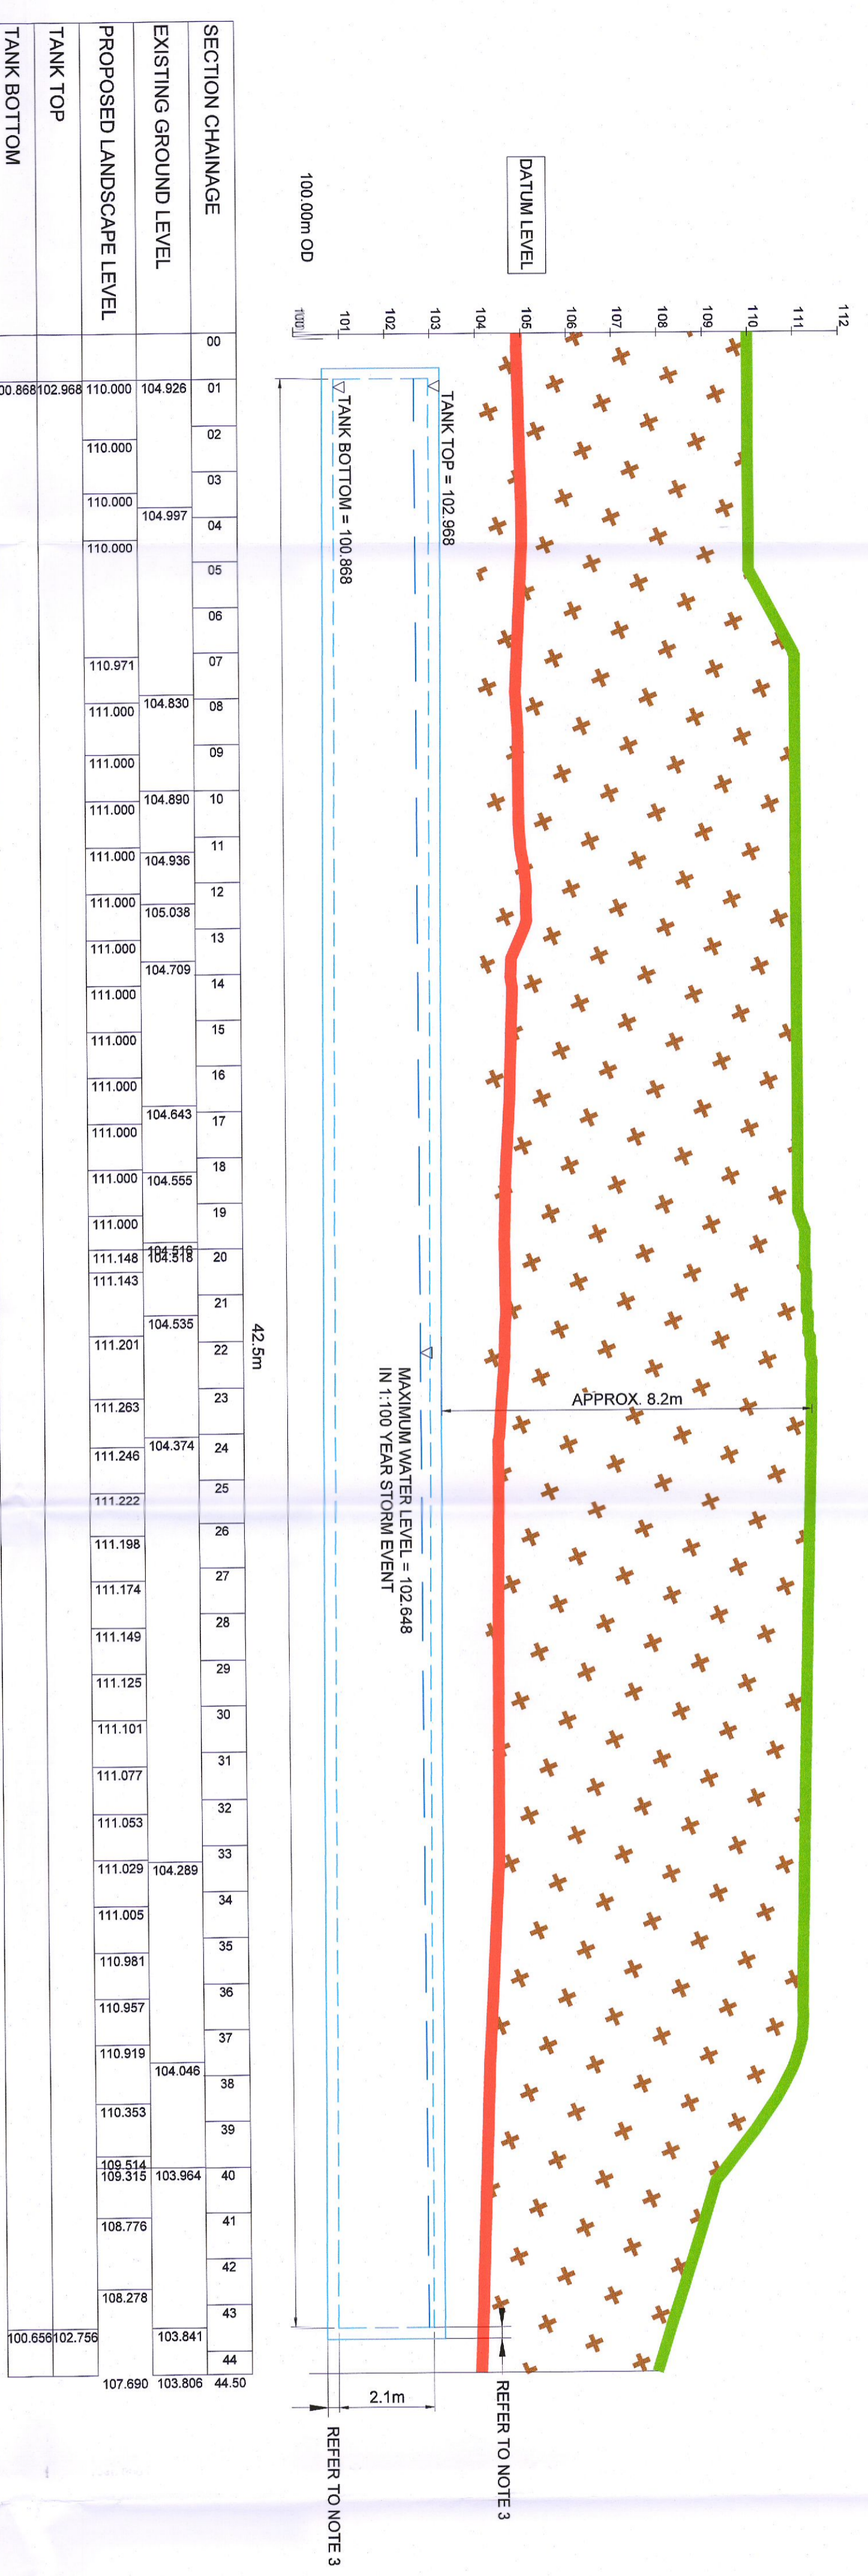 112
111
110
109
108
107
106
105
104
103
102
101
100
DATUM LEVEL
100.00m OD
TANK TOP = 102.968
TANK BOTTOM = 100.868
APPROX. 8.2m
MAXIMUM WATER LEVEL = 102.648
IN 1:100 YEAR STORM EVENT
REFER TO NOTE 3
2.1m
REFER TO NOTE 3
42.5m
SECTION CHAINAGE 00 01 02 03 04 05 06 07 08 09 10 11 12 13 14 15 16 17 18 19 20 21 22 23 24 25 26 27 28 29 30 31 32 33 34 35 36 37 38 39 40 41 42 43 44 44.50
EXISTING GROUND LEVEL 104.926 104.997 104.830 104.890 104.936 105.038 104.709 104.643 104.555 104.518 104.535 104.374 104.289 104.046 103.964 103.841 103.806
PROPOSED LANDSCAPE LEVEL 110.000 110.000 110.000 110.000 110.971 111.000 111.000 111.000 111.000 111.000 111.000 111.000 111.000 111.000 111.000 111.000 111.000 111.148 111.143 111.201 111.263 111.246 111.222 111.198 111.174 111.149 111.125 111.101 111.077 111.053 111.029 111.005 110.981 110.957 110.919 110.353 109.514 109.315 108.776 108.278 107.690
TANK TOP 102.968 102.756
TANK BOTTOM 00.868 100.656